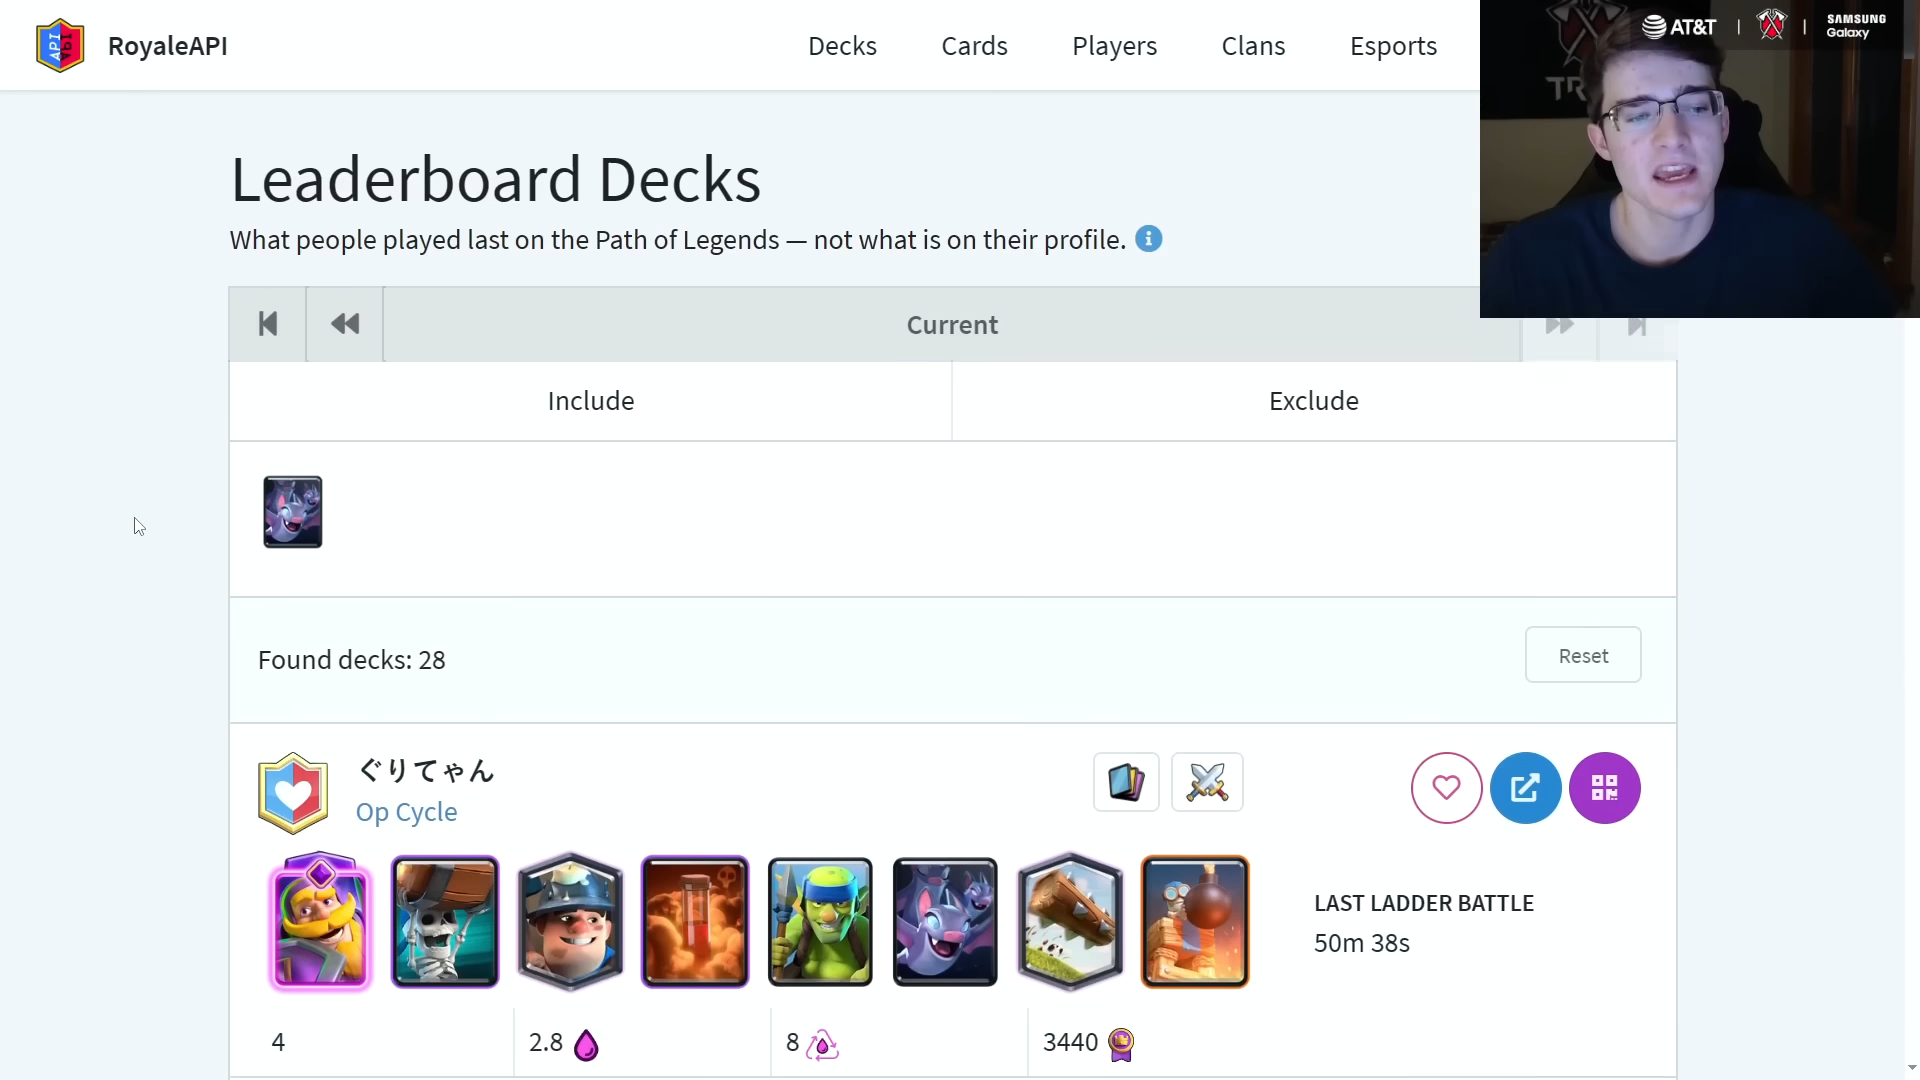 RoyaleAPI
Decks
Cards
Players
Clans
Esports
AT&T
SAMSUNG
Galaxy
Leaderboard Decks
What people played last on the Path of Legends — not what is on their profile.
Current
Include
Exclude
Found decks: 28
Reset
ぐりてゃん
Op Cycle
LAST LADDER BATTLE
50m 38s
4
2.8
8
3440